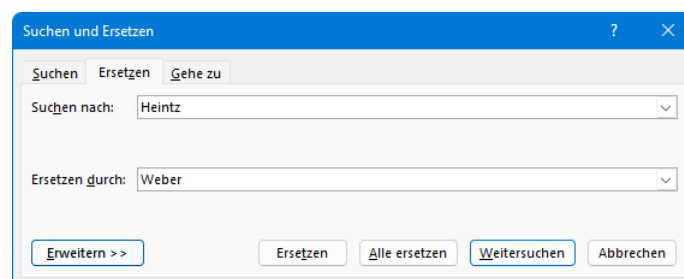 Suchen und Ersetzen
Suchen Ersetzen Gehe zu
Suchen nach: Heintz
Ersetzen durch: Weber
Erweitern >> Ersetzen Alle ersetzen Weitersuchen Abbrechen